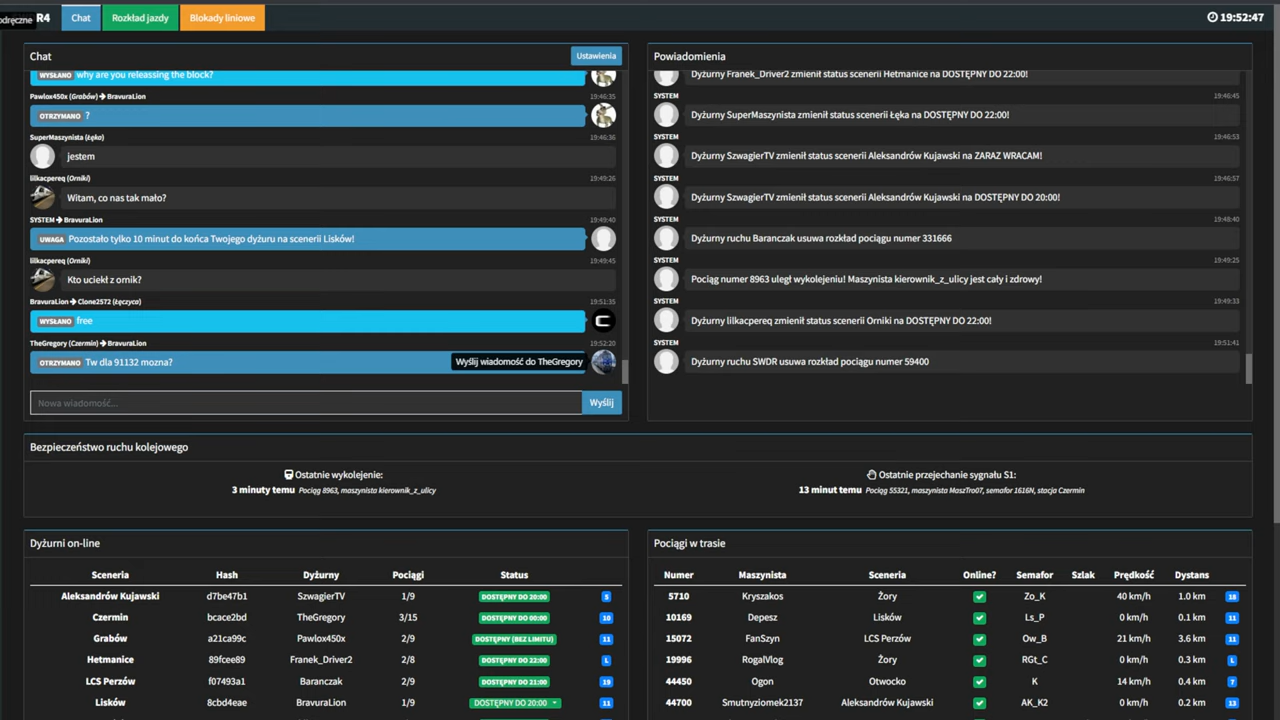 odręczne R4 Chat Rozkład jazdy Blokady liniowe 19:52:47
Chat Ustawienia
WYSŁANO why are you releassing the block?
Pawlox450x (Grabów) → BravuraLion 19:46:35
OTRZYMANO ?
SuperMaszynista (Łęka) 19:46:36
jestem
lilkacpereq (Orniki) 19:49:26
Witam, co nas tak mało?
SYSTEM → BravuraLion 19:49:40
UWAGA Pozostało tylko 10 minut do końca Twojego dyżuru na scenerii Lisków!
lilkacpereq (Orniki) 19:49:45
Kto uciekł z ornik?
BravuraLion → Clone2572 (Łęczyca) 19:51:35
WYSŁANO free
TheGregory (Czermin) → BravuraLion 19:52:20
OTRZYMANO Tw dla 91132 mozna? Wyślij wiadomość do TheGregory
Nowa wiadomość... Wyślij
Powiadomienia
Dyżurny Franek_Driver2 zmienił status scenerii Hetmanice na DOSTĘPNY DO 22:00!
SYSTEM 19:46:45
Dyżurny SuperMaszynista zmienił status scenerii Łęka na DOSTĘPNY DO 22:00!
SYSTEM 19:46:53
Dyżurny SzwagierTV zmienił status scenerii Aleksandrów Kujawski na ZARAZ WRACAM!
SYSTEM 19:46:57
Dyżurny SzwagierTV zmienił status scenerii Aleksandrów Kujawski na DOSTĘPNY DO 20:00!
SYSTEM 19:48:40
Dyżurny ruchu Baranczak usuwa rozkład pociągu numer 331666
SYSTEM 19:49:25
Pociąg numer 8963 uległ wykolejeniu! Maszynista kierownik_z_ulicy jest cały i zdrowy!
SYSTEM 19:49:33
Dyżurny lilkacpereq zmienił status scenerii Orniki na DOSTĘPNY DO 22:00!
SYSTEM 19:51:41
Dyżurny ruchu SWDR usuwa rozkład pociągu numer 59400
Bezpieczeństwo ruchu kolejowego
Ostatnie wykolejenie:
3 minuty temu Pociąg 8963, maszynista kierownik_z_ulicy
Ostatnie przejechanie sygnału S1:
13 minut temu Pociąg 55321, maszynista MaszTro07, semafor 1616N, stacja Czermin
Dyżurni on-line
Sceneria Hash Dyżurny Pociągi Status
Aleksandrów Kujawski d7be47b1 SzwagierTV 1/9 DOSTĘPNY DO 20:00 5
Czermin bcace2bd TheGregory 3/15 DOSTĘPNY DO 00:00 10
Grabów a21ca99c Pawlox450x 2/9 DOSTĘPNY (BEZ LIMITU) 11
Hetmanice 89fcee89 Franek_Driver2 2/8 DOSTĘPNY DO 22:00 L
LCS Perzów f07493a1 Baranczak 2/9 DOSTĘPNY DO 21:00 19
Lisków 8cbd4eae BravuraLion 1/9 DOSTĘPNY DO 20:00 11
Pociągi w trasie
Numer Maszynista Sceneria Online? Semafor Szlak Prędkość Dystans
5710 Kryszakos Żory Zo_K 40 km/h 1.0 km 18
10169 Depesz Lisków Ls_P 0 km/h 0.1 km 11
15072 FanSzyn LCS Perzów Ow_B 21 km/h 3.6 km 11
19996 RogalVlog Żory RGt_C 0 km/h 0.3 km L
44450 Ogon Otwocko K 14 km/h 0.4 km 7
44700 Smutnyziomek2137 Aleksandrów Kujawski AK_K2 0 km/h 0.2 km 13